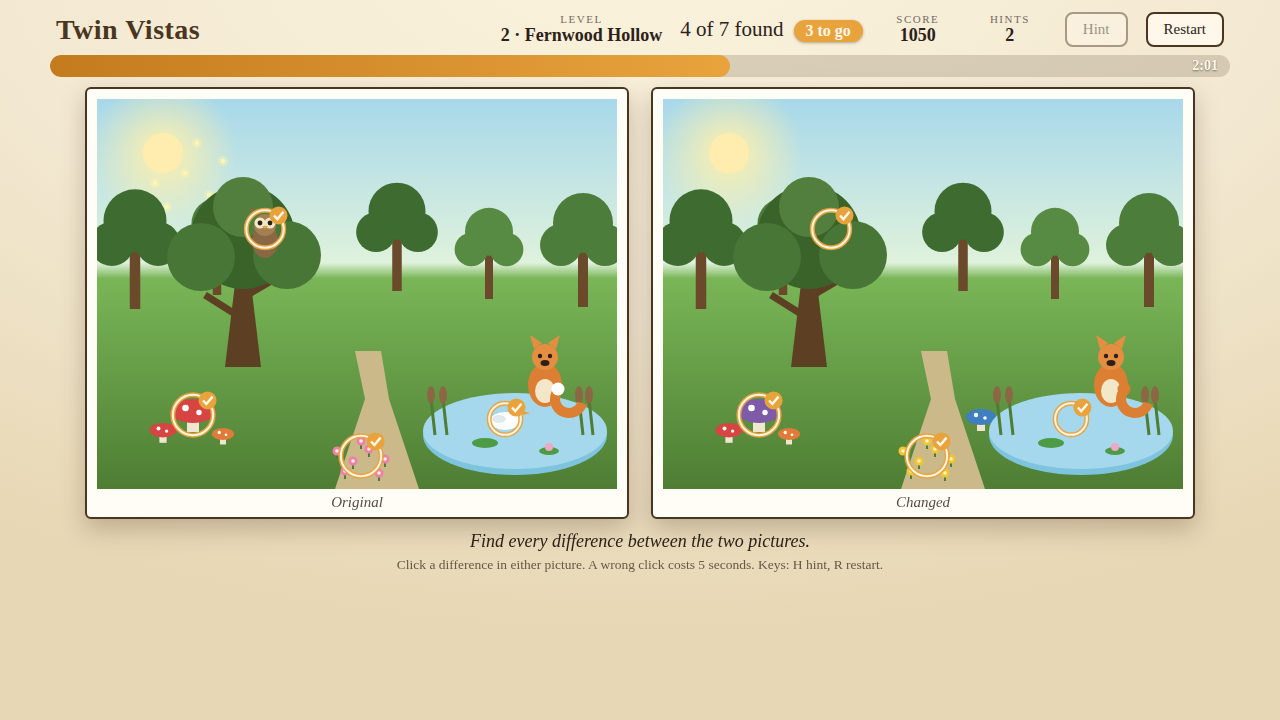 Twin Vistas
LEVEL
2 · Fernwood Hollow
4 of 7 found
3 to go
SCORE
1050
HINTS
2
Hint
Restart
2:01
Original
Changed
Find every difference between the two pictures.
Click a difference in either picture. A wrong click costs 5 seconds. Keys: H hint, R restart.